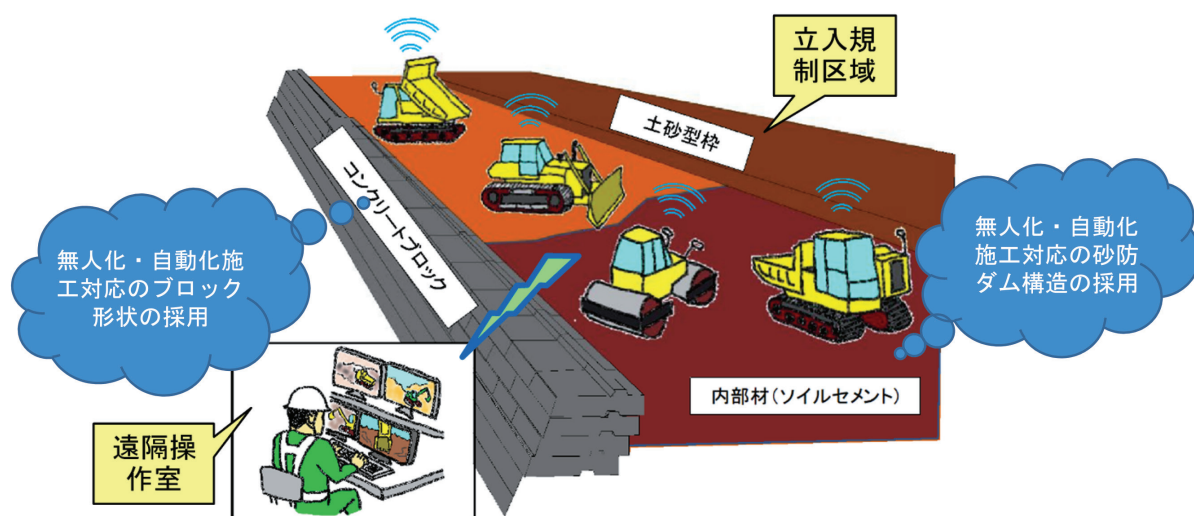 立入規
制区域
土砂型枠
コンクリートブロック
無人化・自動化施
工対応のブロック
形状の採用
無人化・自動化
施工対応の砂防
ダム構造の採用
内部材(ソイルセメント)
遠隔操
作室